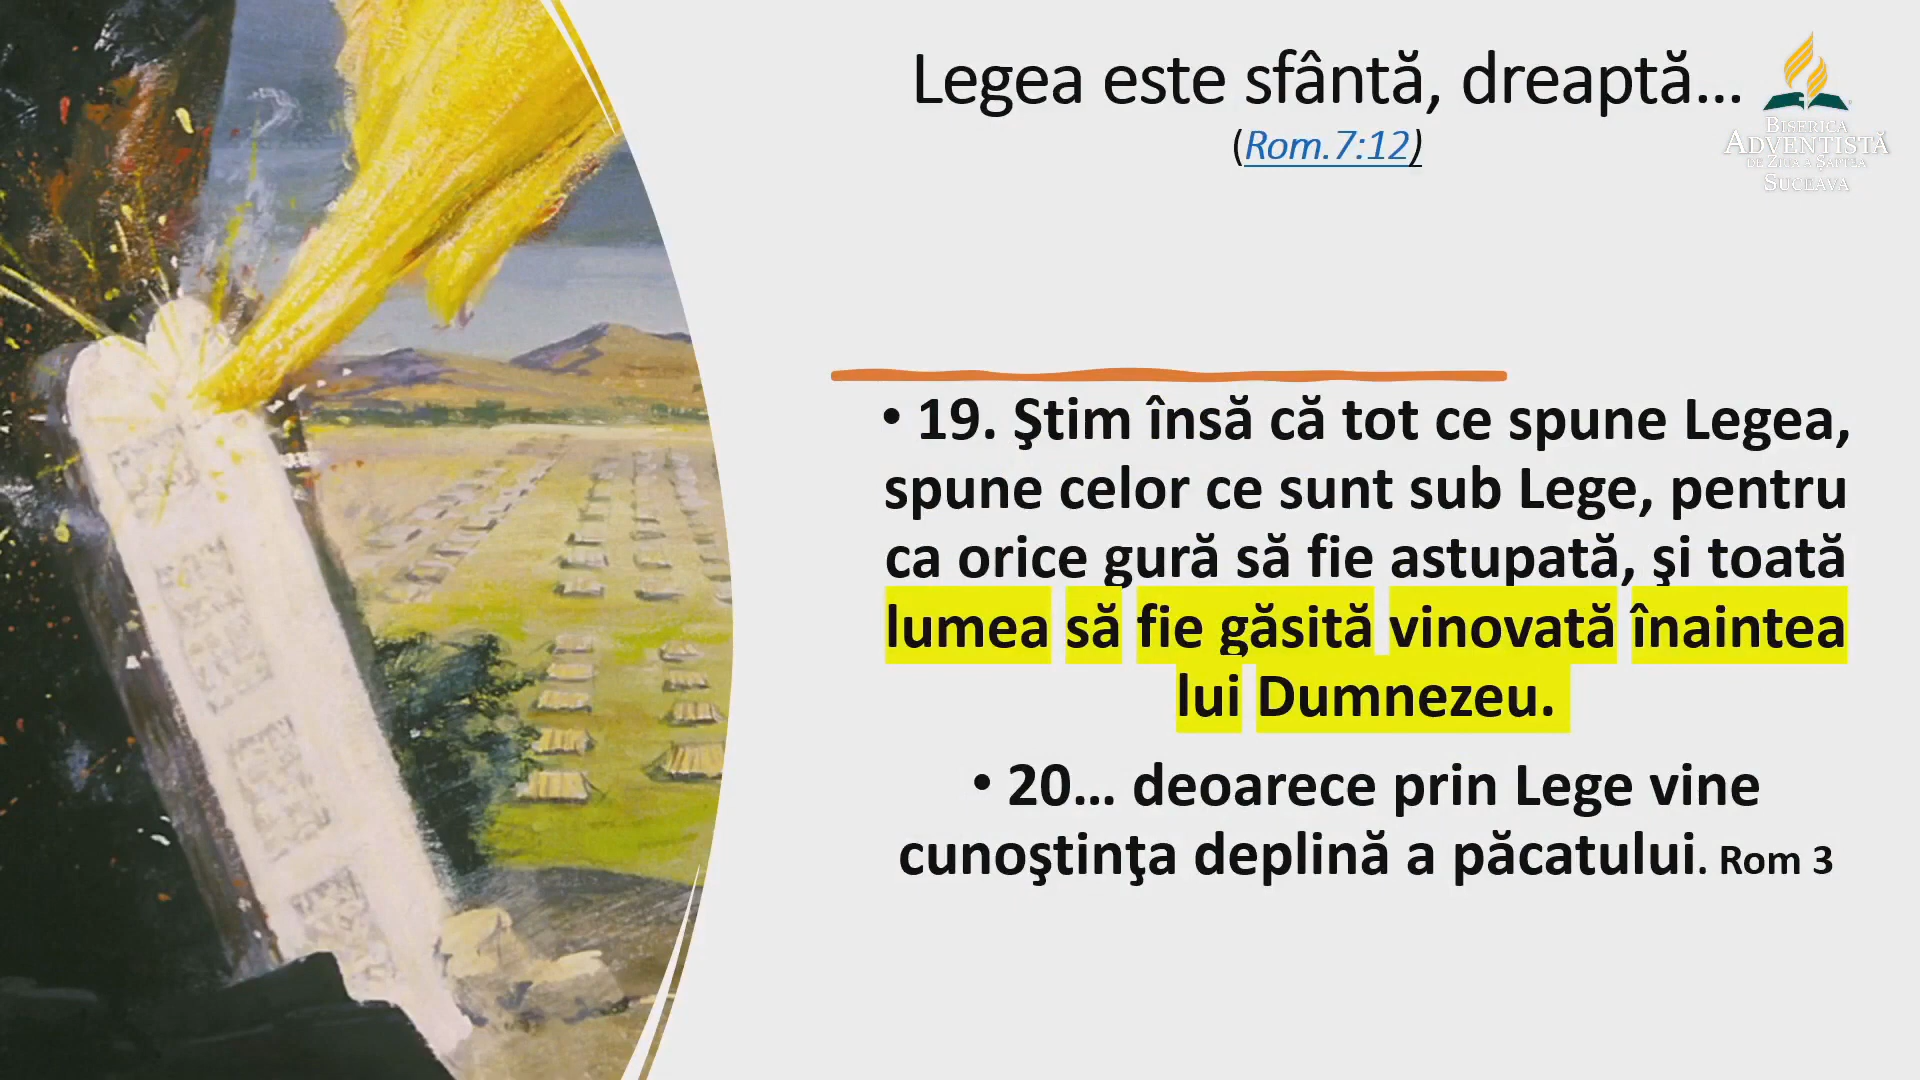 Legea este sfântă, dreaptă...
(Rom.7:12)
BISERICA
ADVENTISTĂ
DE ZIUA A ȘAPTEA
SUCEAVA
• 19. Ştim însă că tot ce spune Legea,
spune celor ce sunt sub Lege, pentru
ca orice gură să fie astupată, şi toată
lumea să fie găsită vinovată înaintea
lui Dumnezeu.
• 20... deoarece prin Lege vine
cunoştinţa deplină a păcatului. Rom 3